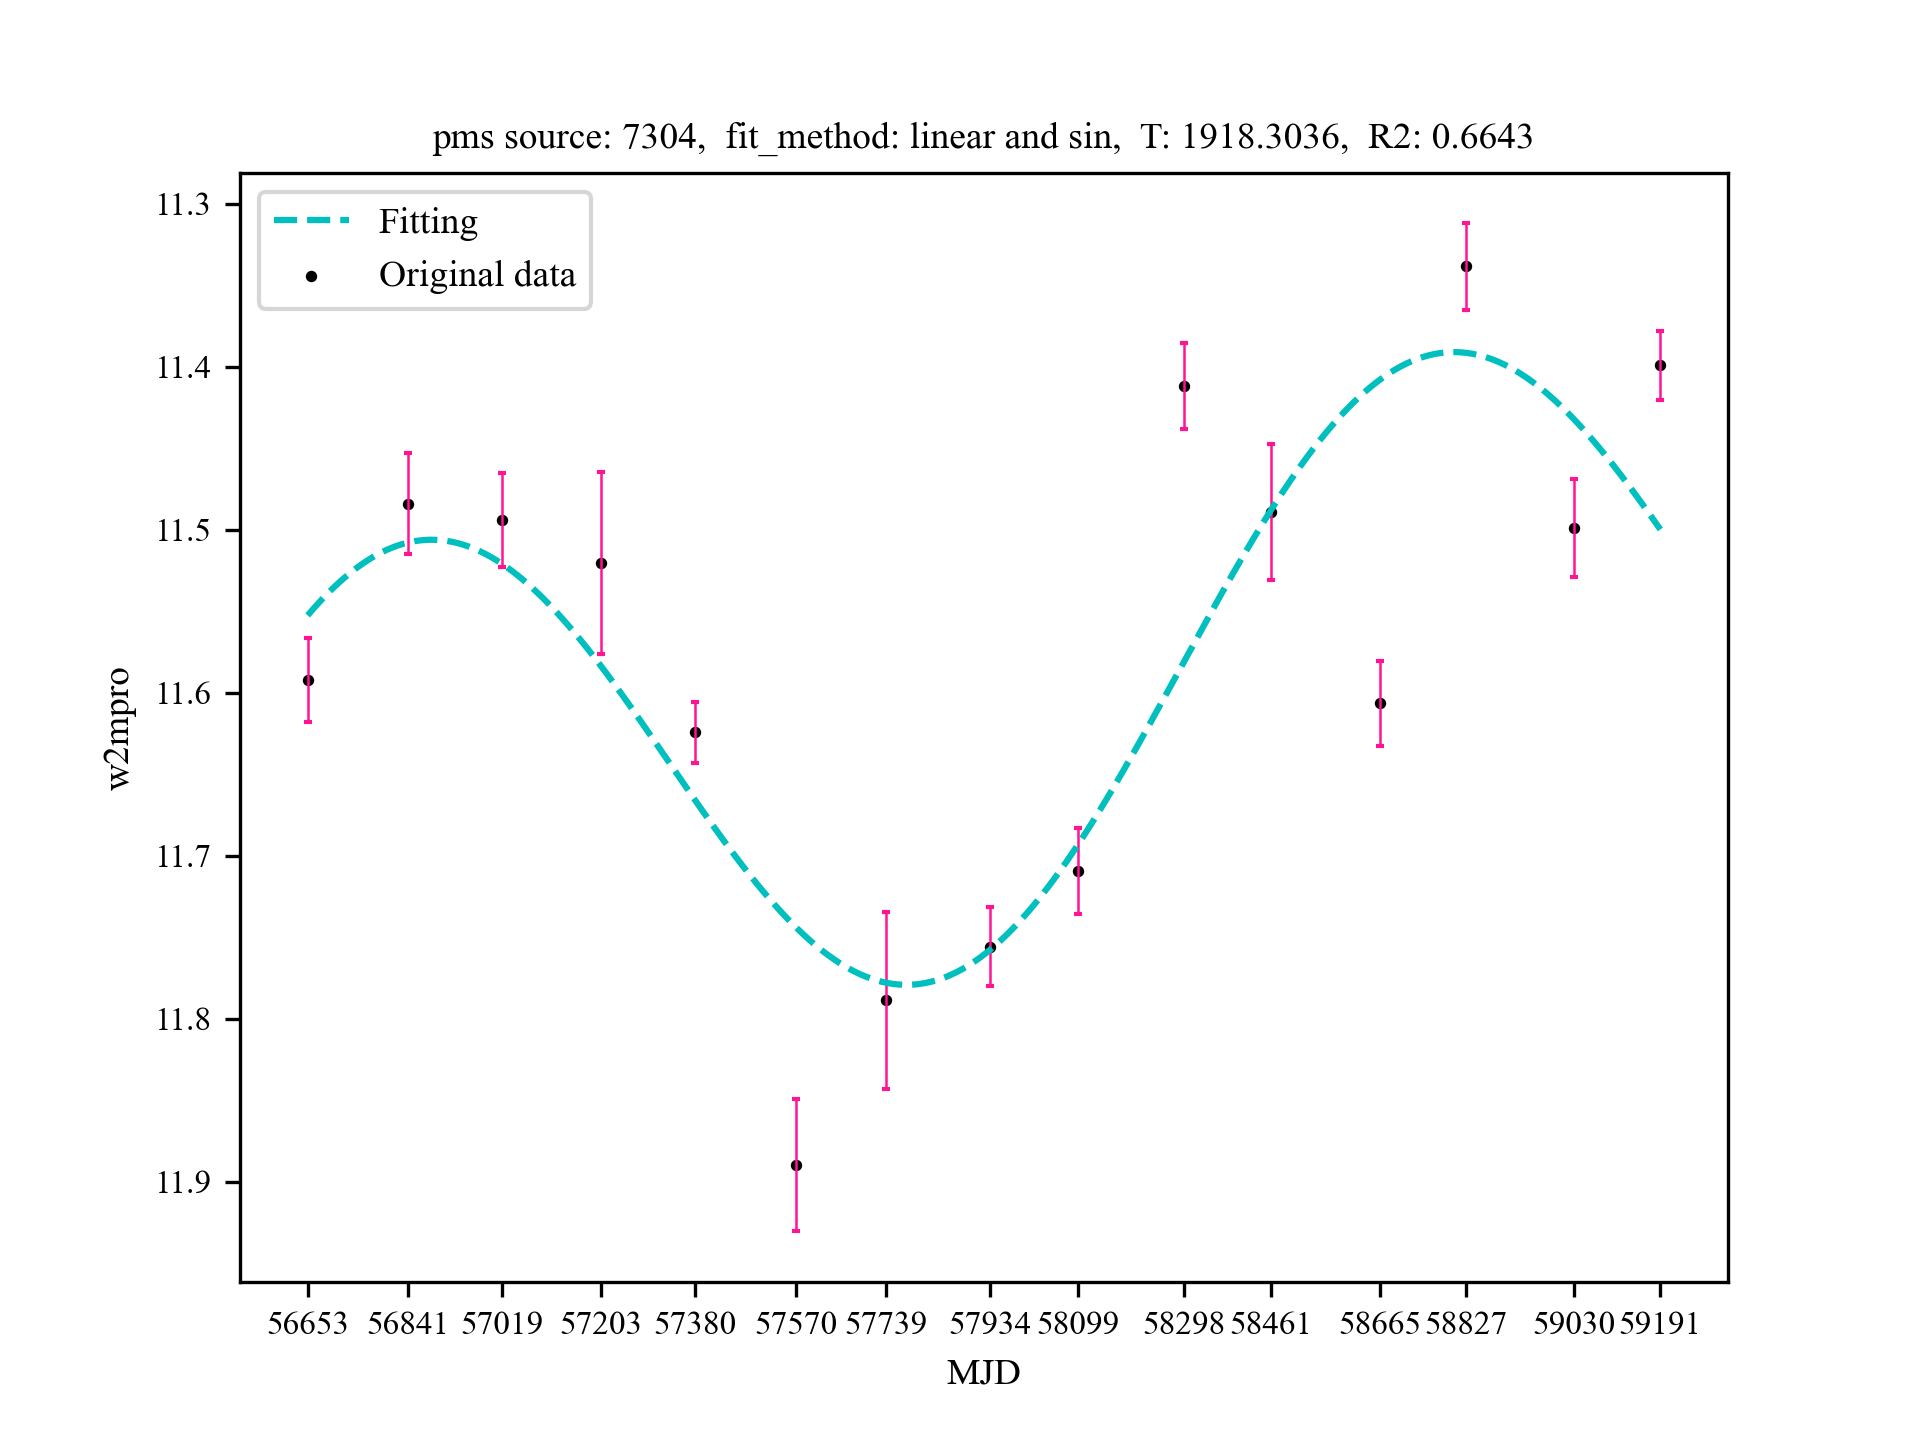 pms source: 7304,  fit_method: linear and sin,  T: 1918.3036,  R2: 0.6643
Fitting
Original data
11.3
11.4
11.5
11.6
11.7
11.8
11.9
w2mpro
56653 56841 57019 57203 57380 57570 57739 57934 58099 58298 58461 58665 58827 59030 59191
MJD